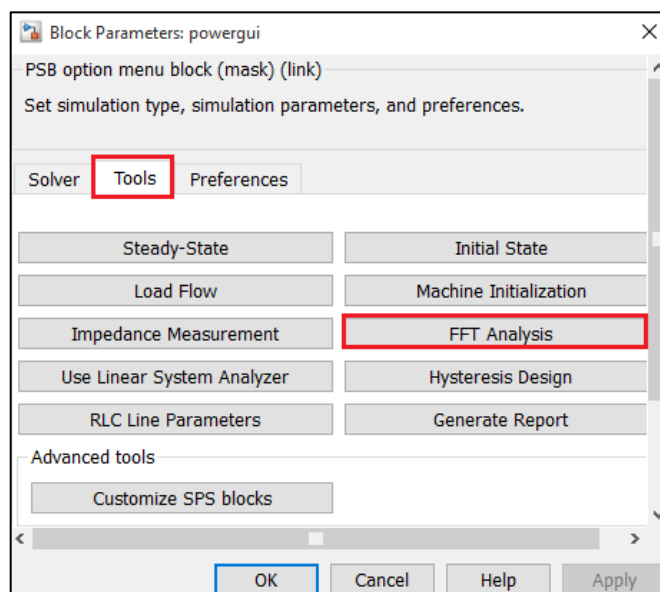 Block Parameters: powergui
PSB option menu block (mask) (link)
Set simulation type, simulation parameters, and preferences.
Solver Tools Preferences
Steady-State Initial State
Load Flow Machine Initialization
Impedance Measurement FFT Analysis
Use Linear System Analyzer Hysteresis Design
RLC Line Parameters Generate Report
Advanced tools
Customize SPS blocks
OK Cancel Help Apply